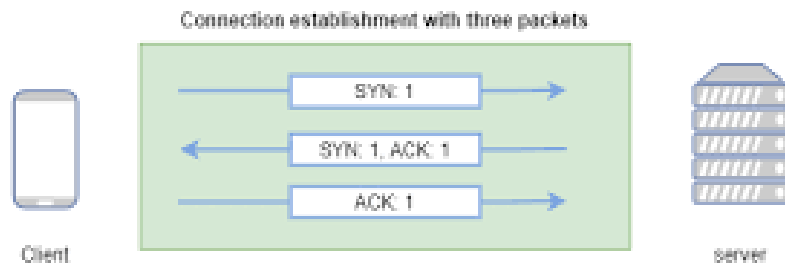 Connection establishment with three packets
SYN: 1
SYN: 1, ACK: 1
ACK: 1
Client
server